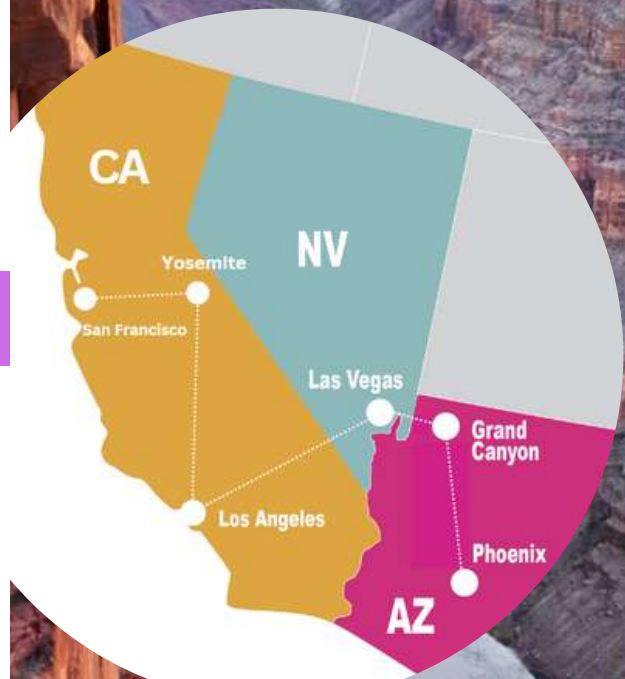 CA
Yosemite
NV
San Francisco
Las Vegas
Grand
Canyon
Los Angeles
Phoenix
AZ